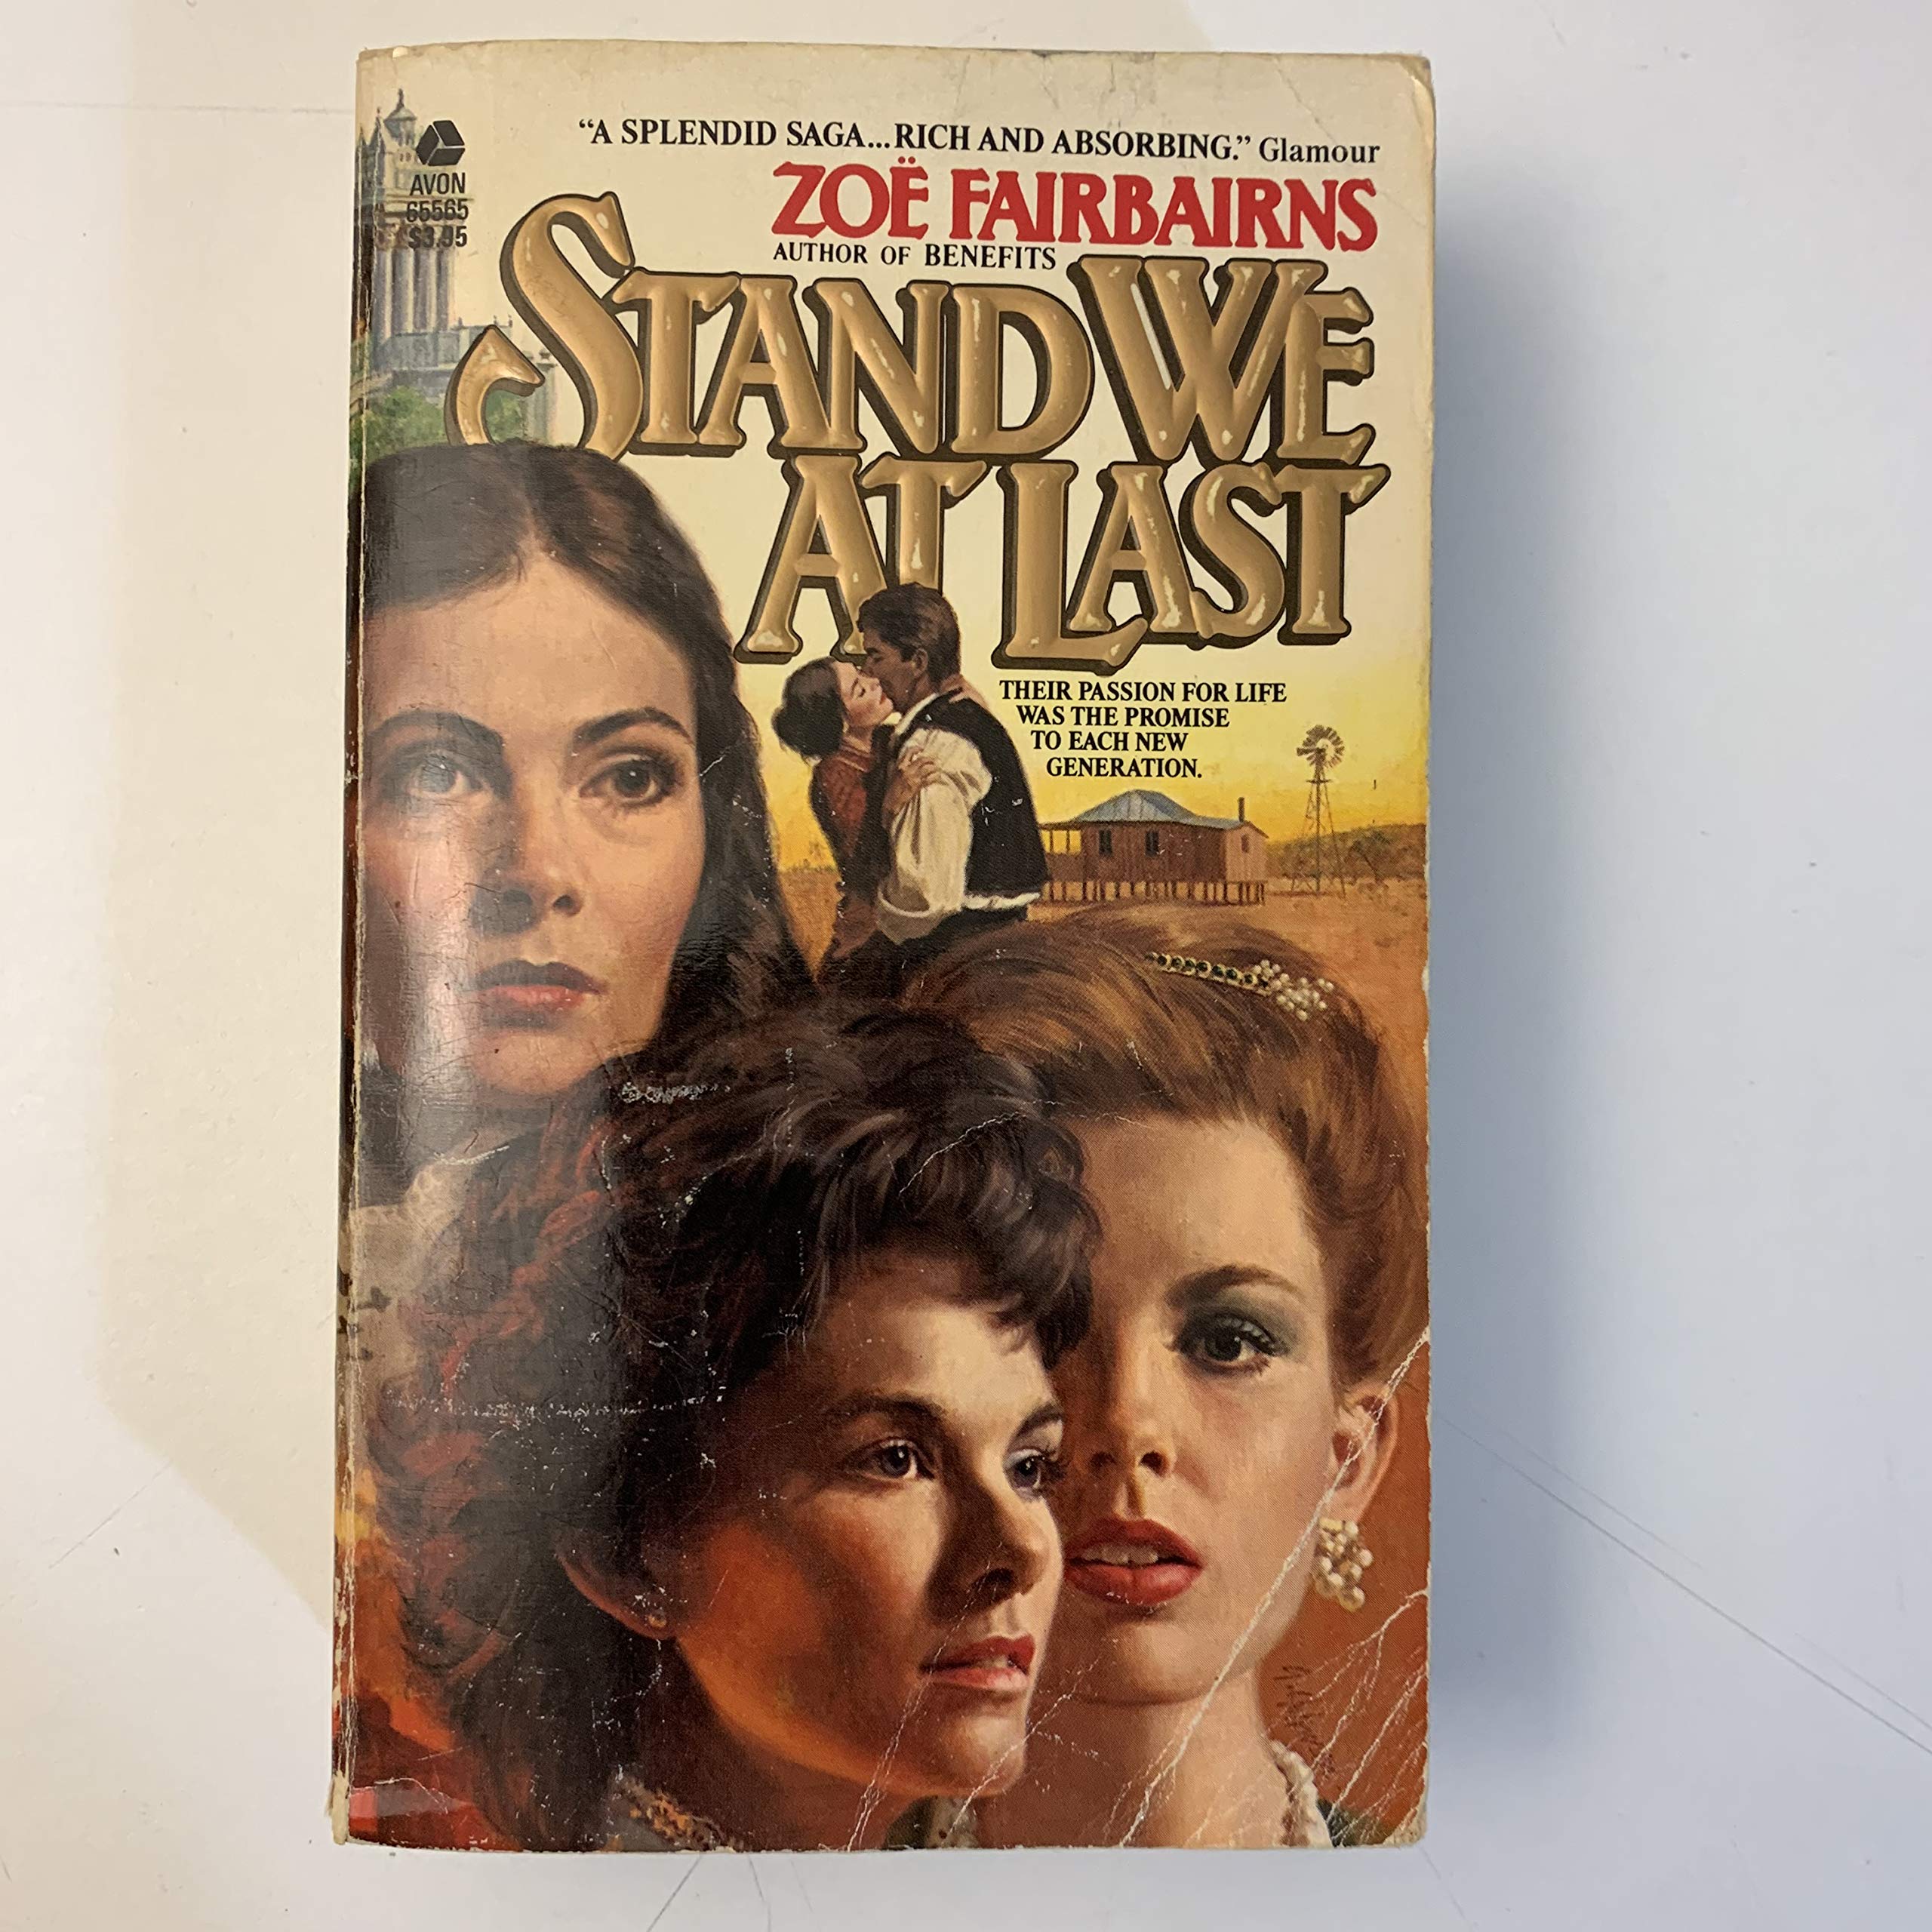 “A SPLENDID SAGA...RICH AND ABSORBING.” Glamour
AVON
65565
$3.95
ZOË FAIRBAIRNS
AUTHOR OF BENEFITS
STAND WE
AT LAST
THEIR PASSION FOR LIFE
WAS THE PROMISE
TO EACH NEW
GENERATION.